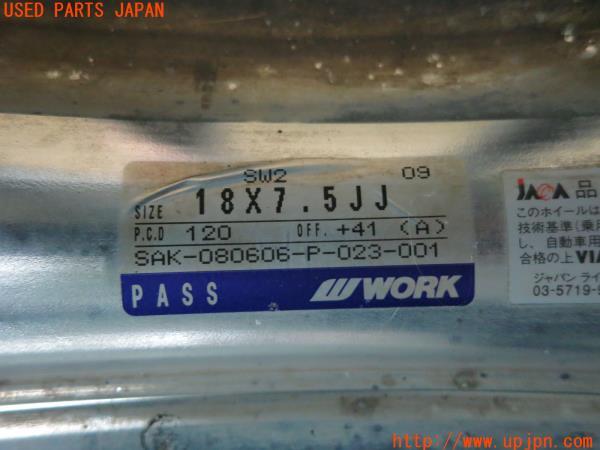 USED PARTS JAPAN
SW2 09
SIZE 18X7.5JJ
P.C.D 120 OFF. +41 (A)
SAK-080606-P-023-001
PASS WORK
JAWA 品
このホイールは
技術基準(乗用
し、自動車用
合格の上VIA
ジャパン ライ
03-5719-
http://www.upjpn.com/